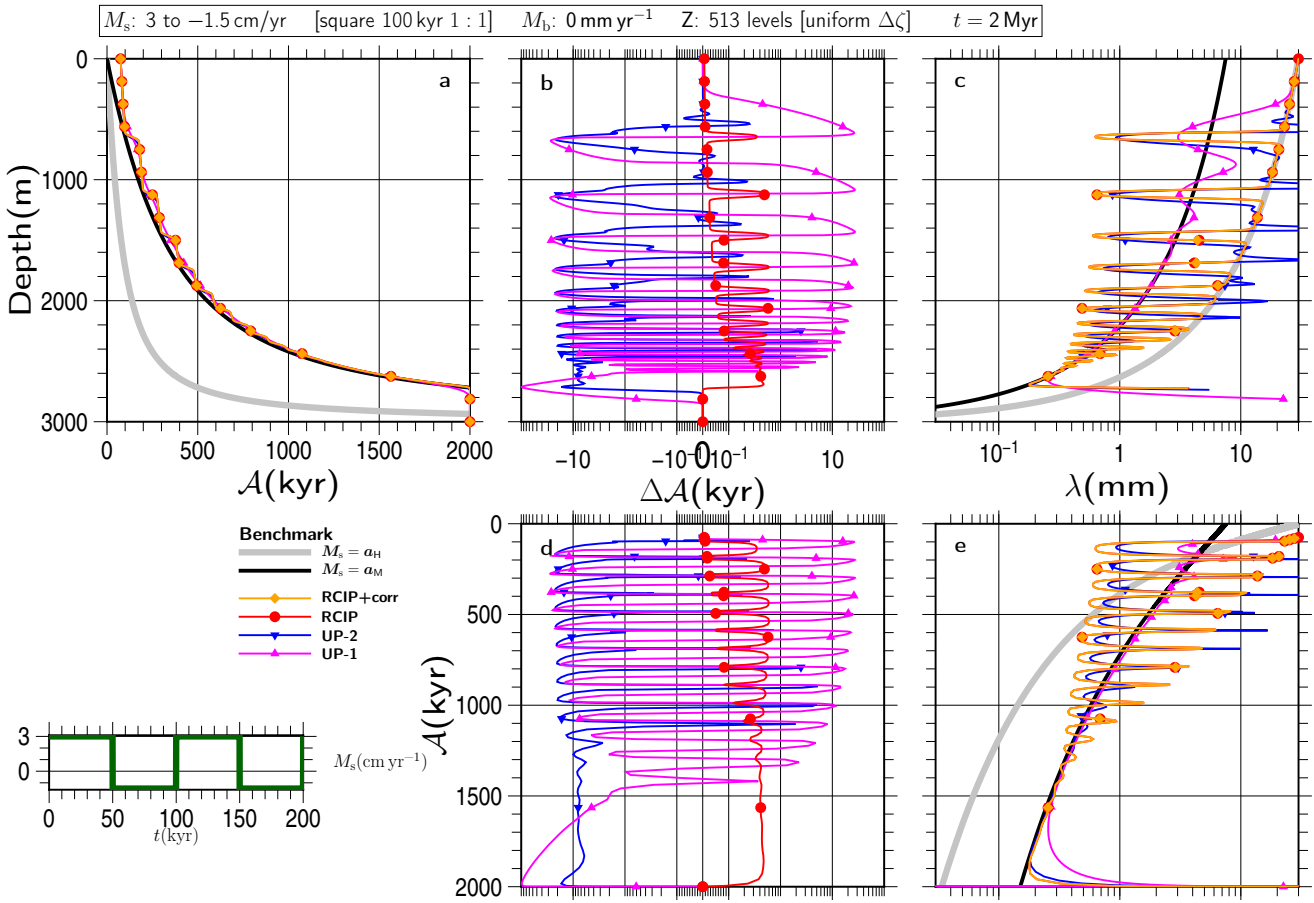 Mₛ: 3 to −1.5 cm/yr [square 100 kyr 1 : 1] M_b: 0 mm yr⁻¹ Z: 513 levels [uniform Δζ] t = 2 Myr
a b c
0
1000
2000
3000
Depth(m)
0 500 1000 1500 2000
𝒜(kyr)
−10 −10⁻¹ 0 10⁻¹ 10
Δ𝒜(kyr)
10⁻¹ 1 10
λ(mm)
d e
0
500
1000
1500
2000
𝒜(kyr)
Benchmark
Mₛ = a_H
Mₛ = a_M
RCIP+corr
RCIP
UP-2
UP-1
3
0
Mₛ(cm yr⁻¹)
0 50 100 150 200
t(kyr)